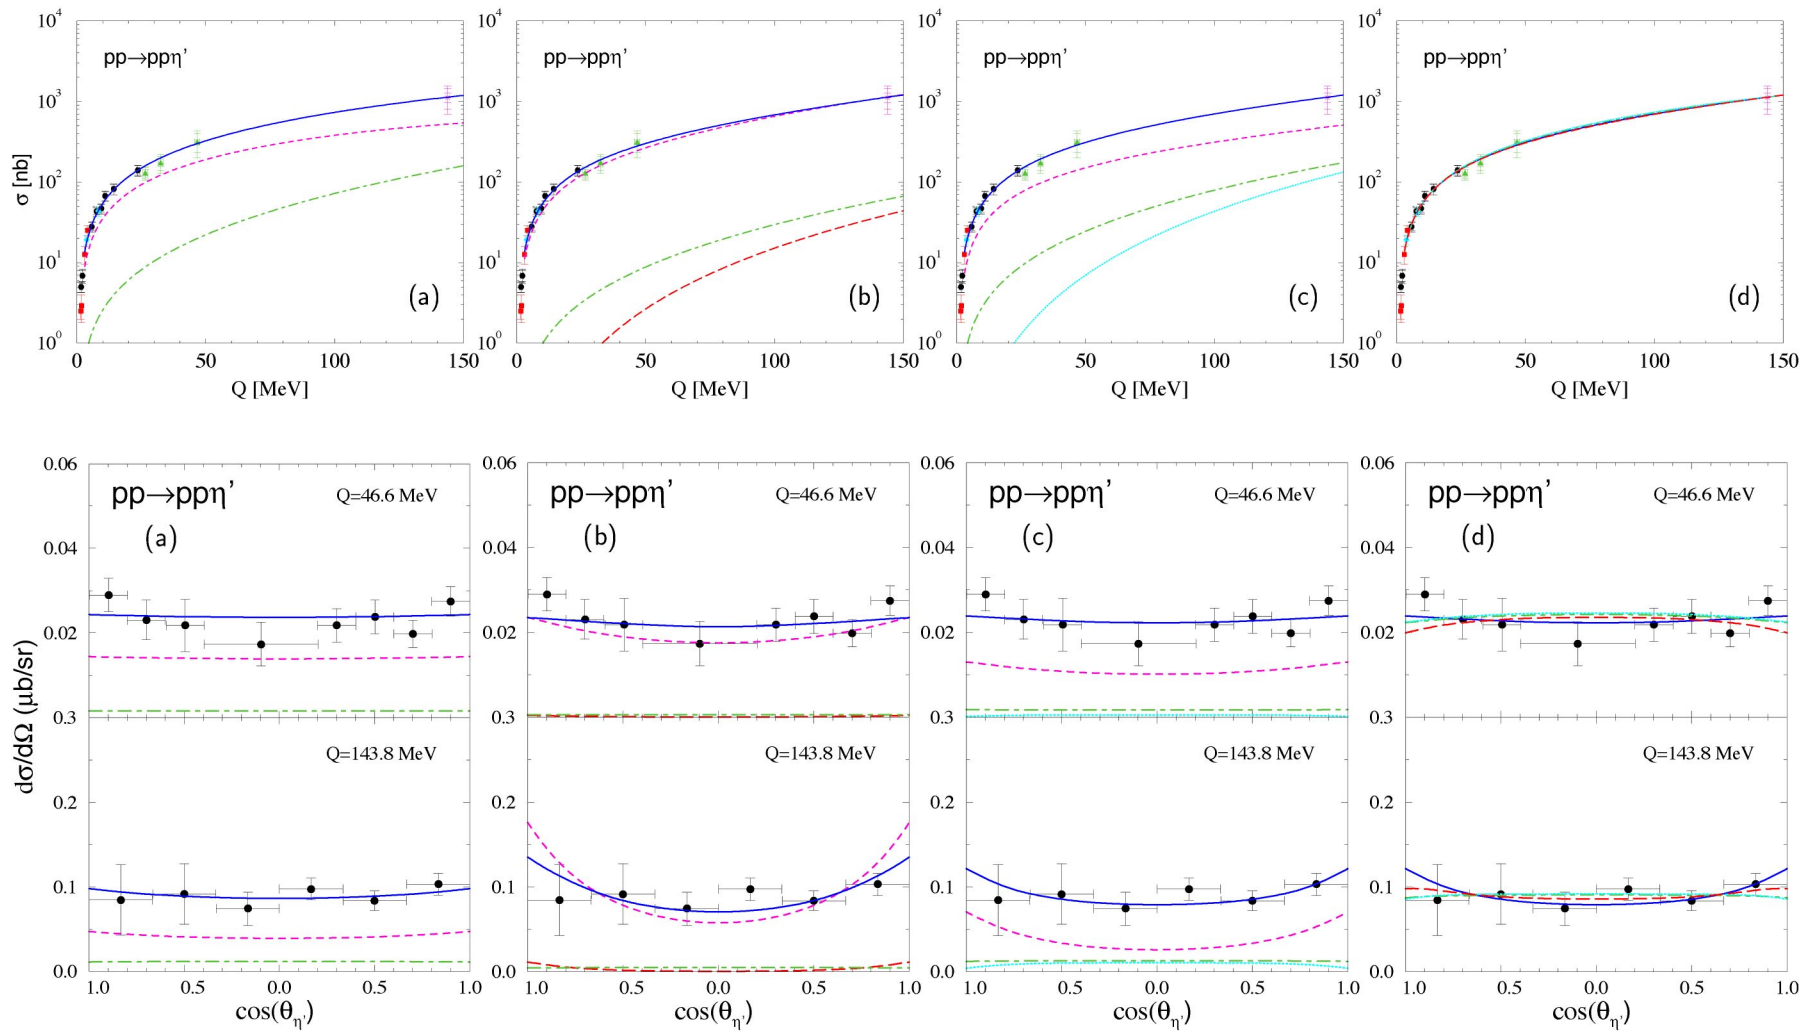 pp→ppη’
pp→ppη’
pp→ppη’
pp→ppη’
σ [nb]
10⁴
10³
10²
10¹
10⁰
(a)
0
50
100
150
Q [MeV]
10⁴
10³
10²
10¹
10⁰
(b)
0
50
100
150
Q [MeV]
10⁴
10³
10²
10¹
10⁰
(c)
0
50
100
150
Q [MeV]
10⁴
10³
10²
10¹
10⁰
(d)
0
50
100
150
Q [MeV]
dσ/dΩ (μb/sr)
0.06
0.04
0.02
0.3
0.2
0.1
0.0
pp→ppη’
Q=46.6 MeV
(a)
Q=143.8 MeV
1.0
0.5
0.0
0.5
1.0
cos(θη’)
0.06
0.04
0.02
0.3
0.2
0.1
0.0
pp→ppη’
Q=46.6 MeV
(b)
Q=143.8 MeV
1.0
0.5
0.0
0.5
1.0
cos(θη’)
0.06
0.04
0.02
0.3
0.2
0.1
0.0
pp→ppη’
Q=46.6 MeV
(c)
Q=143.8 MeV
1.0
0.5
0.0
0.5
1.0
cos(θη’)
0.06
0.04
0.02
0.3
0.2
0.1
0.0
pp→ppη’
Q=46.6 MeV
(d)
Q=143.8 MeV
1.0
0.5
0.0
0.5
1.0
cos(θη’)